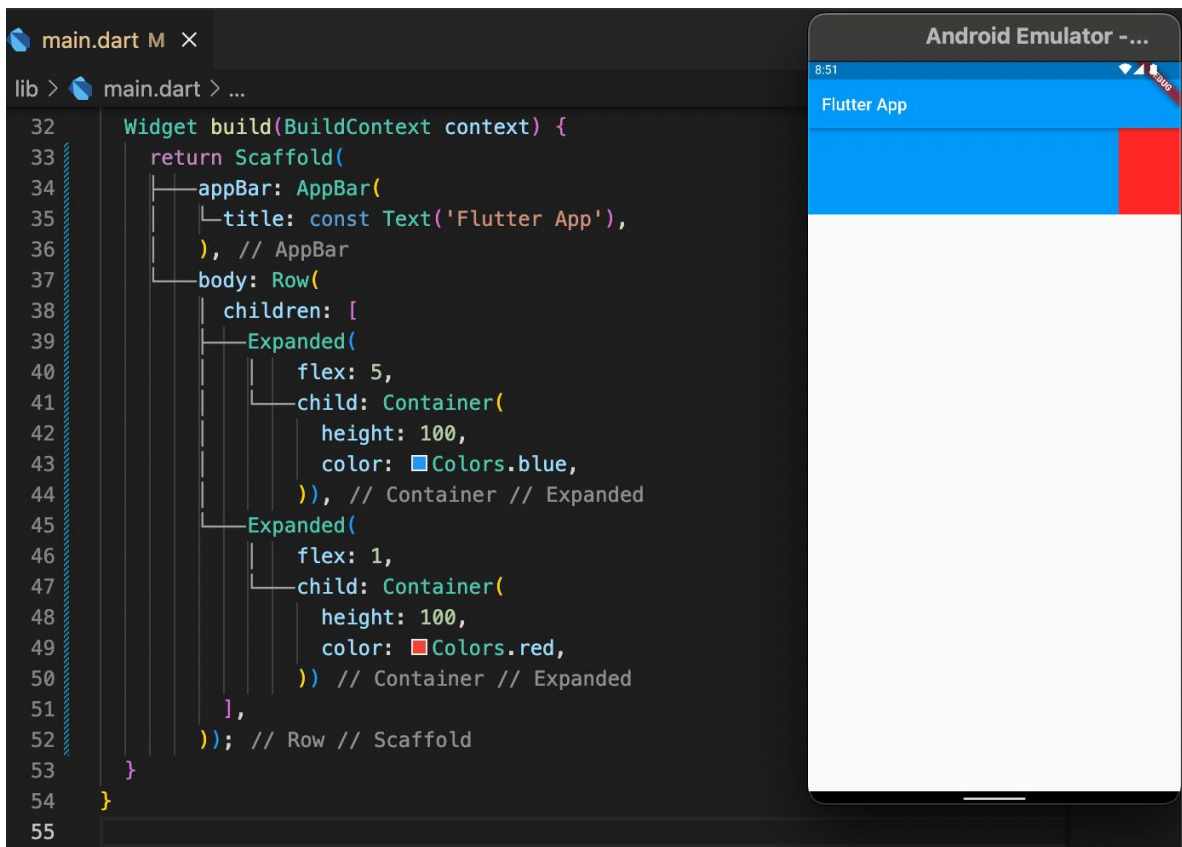 main.dart M ×
lib > main.dart > ...
32 Widget build(BuildContext context) {
33 return Scaffold(
34 appBar: AppBar(
35 title: const Text('Flutter App'),
36 ), // AppBar
37 body: Row(
38 children: [
39 Expanded(
40 flex: 5,
41 child: Container(
42 height: 100,
43 color: Colors.blue,
44 )), // Container // Expanded
45 Expanded(
46 flex: 1,
47 child: Container(
48 height: 100,
49 color: Colors.red,
50 )) // Container // Expanded
51 ],
52 )); // Row // Scaffold
53 }
54 }
55
Android Emulator -...
8:51
DEBUG
Flutter App